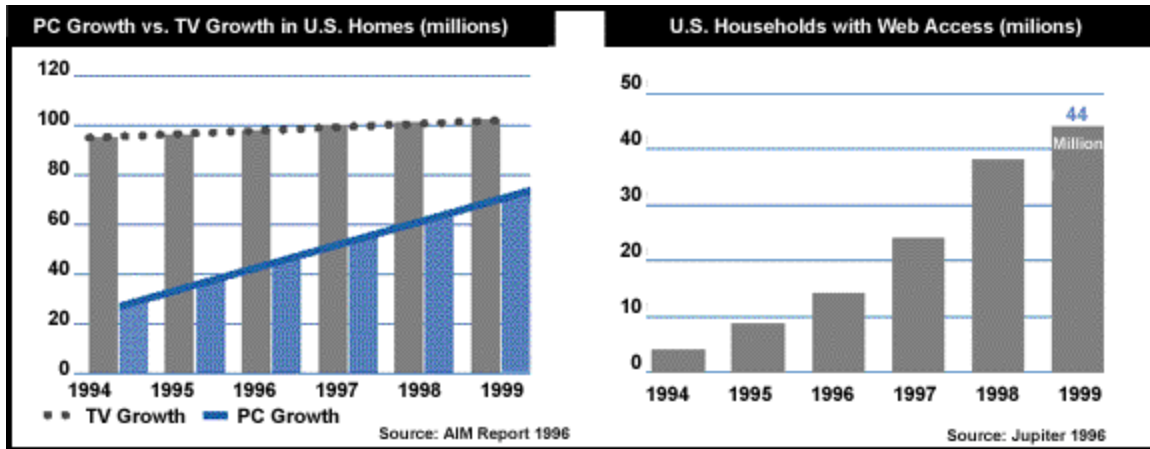 PC Growth vs. TV Growth in U.S. Homes (millions)
120
100
80
60
40
20
0
1994 1995 1996 1997 1998 1999
TV Growth PC Growth
Source: AIM Report 1996
U.S. Households with Web Access (milions)
50
40
30
20
10
0
44
Million
1994 1995 1996 1997 1998 1999
Source: Jupiter 1996